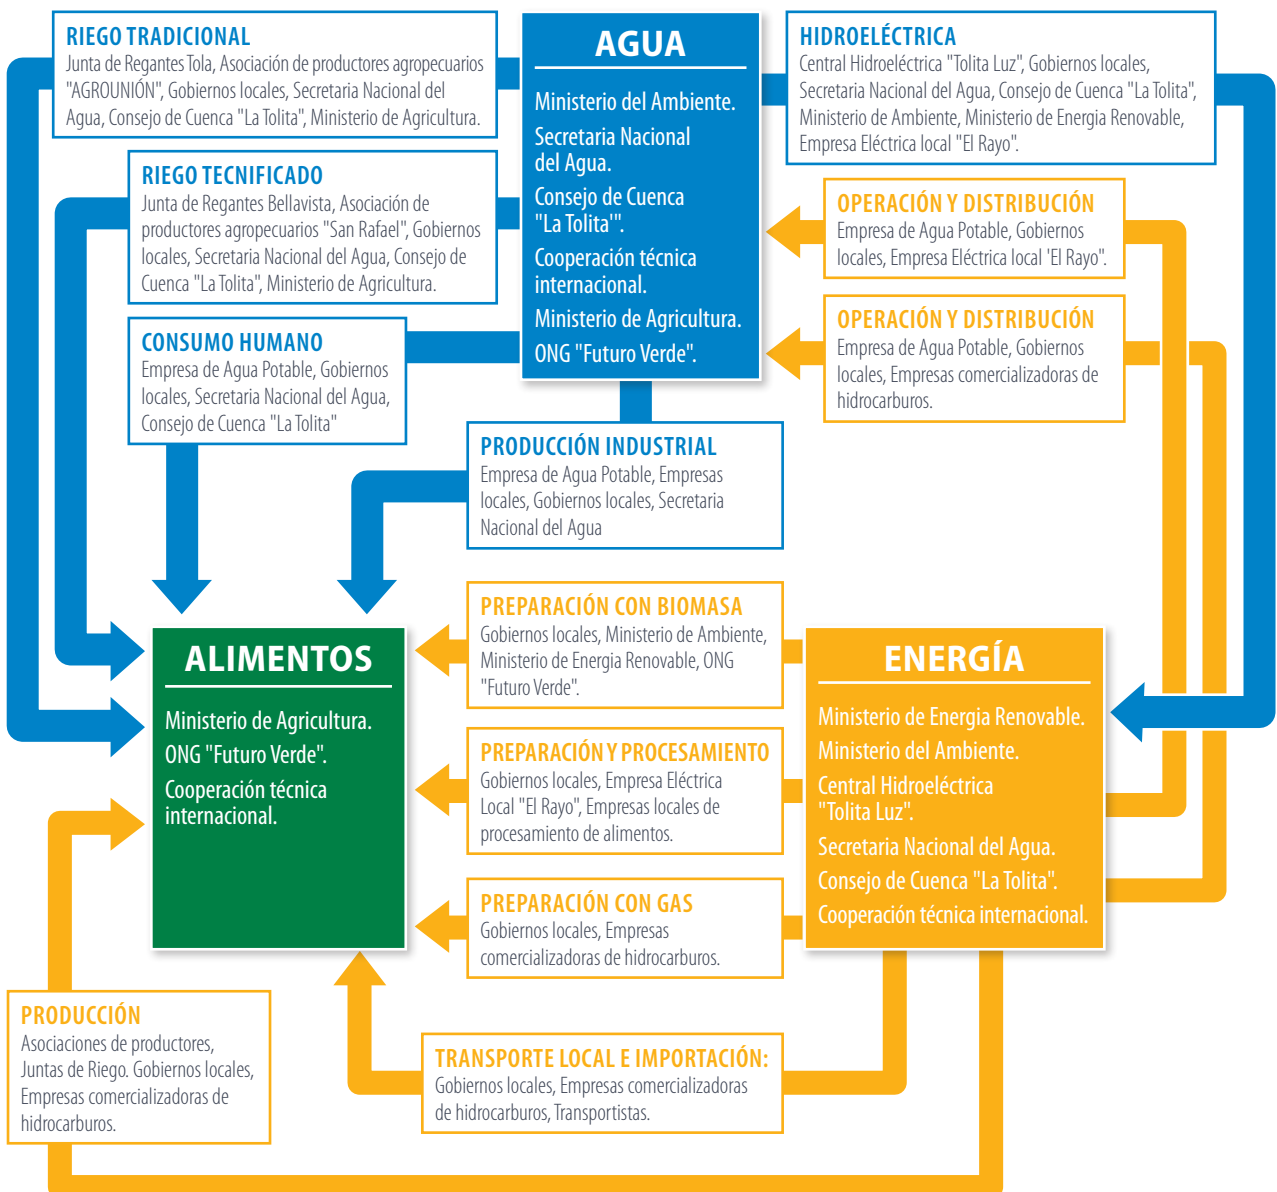 RIEGO TRADICIONAL
Junta de Regantes Tola, Asociación de productores agropecuarios
"AGROUNIÓN", Gobiernos locales, Secretaria Nacional del
Agua, Consejo de Cuenca "La Tolita", Ministerio de Agricultura.
RIEGO TECNIFICADO
Junta de Regantes Bellavista, Asociación de
productores agropecuarios "San Rafael", Gobiernos
locales, Secretaria Nacional del Agua, Consejo de
Cuenca "La Tolita", Ministerio de Agricultura.
CONSUMO HUMANO
Empresa de Agua Potable, Gobiernos
locales, Secretaria Nacional del Agua,
Consejo de Cuenca "La Tolita"
AGUA
Ministerio del Ambiente.
Secretaria Nacional
del Agua.
Consejo de Cuenca
"La Tolita'".
Cooperación técnica
internacional.
Ministerio de Agricultura.
ONG "Futuro Verde".
HIDROELÉCTRICA
Central Hidroeléctrica "Tolita Luz", Gobiernos locales,
Secretaria Nacional del Agua, Consejo de Cuenca "La Tolita",
Ministerio de Ambiente, Ministerio de Energia Renovable,
Empresa Eléctrica local "El Rayo".
OPERACIÓN Y DISTRIBUCIÓN
Empresa de Agua Potable, Gobiernos
locales, Empresa Eléctrica local 'El Rayo".
OPERACIÓN Y DISTRIBUCIÓN
Empresa de Agua Potable, Gobiernos
locales, Empresas comercializadoras de
hidrocarburos.
PRODUCCIÓN INDUSTRIAL
Empresa de Agua Potable, Empresas
locales, Gobiernos locales, Secretaria
Nacional del Agua
PREPARACIÓN CON BIOMASA
Gobiernos locales, Ministerio de Ambiente,
Ministerio de Energia Renovable, ONG
"Futuro Verde".
PREPARACIÓN Y PROCESAMIENTO
Gobiernos locales, Empresa Eléctrica
Local "El Rayo", Empresas locales de
procesamiento de alimentos.
PREPARACIÓN CON GAS
Gobiernos locales, Empresas
comercializadoras de hidrocarburos.
ALIMENTOS
Ministerio de Agricultura.
ONG "Futuro Verde".
Cooperación técnica
internacional.
ENERGÍA
Ministerio de Energia Renovable.
Ministerio del Ambiente.
Central Hidroeléctrica
"Tolita Luz".
Secretaria Nacional del Agua.
Consejo de Cuenca "La Tolita".
Cooperación técnica internacional.
PRODUCCIÓN
Asociaciones de productores,
Juntas de Riego. Gobiernos locales,
Empresas comercializadoras de
hidrocarburos.
TRANSPORTE LOCAL E IMPORTACIÓN:
Gobiernos locales, Empresas comercializadoras
de hidrocarburos, Transportistas.